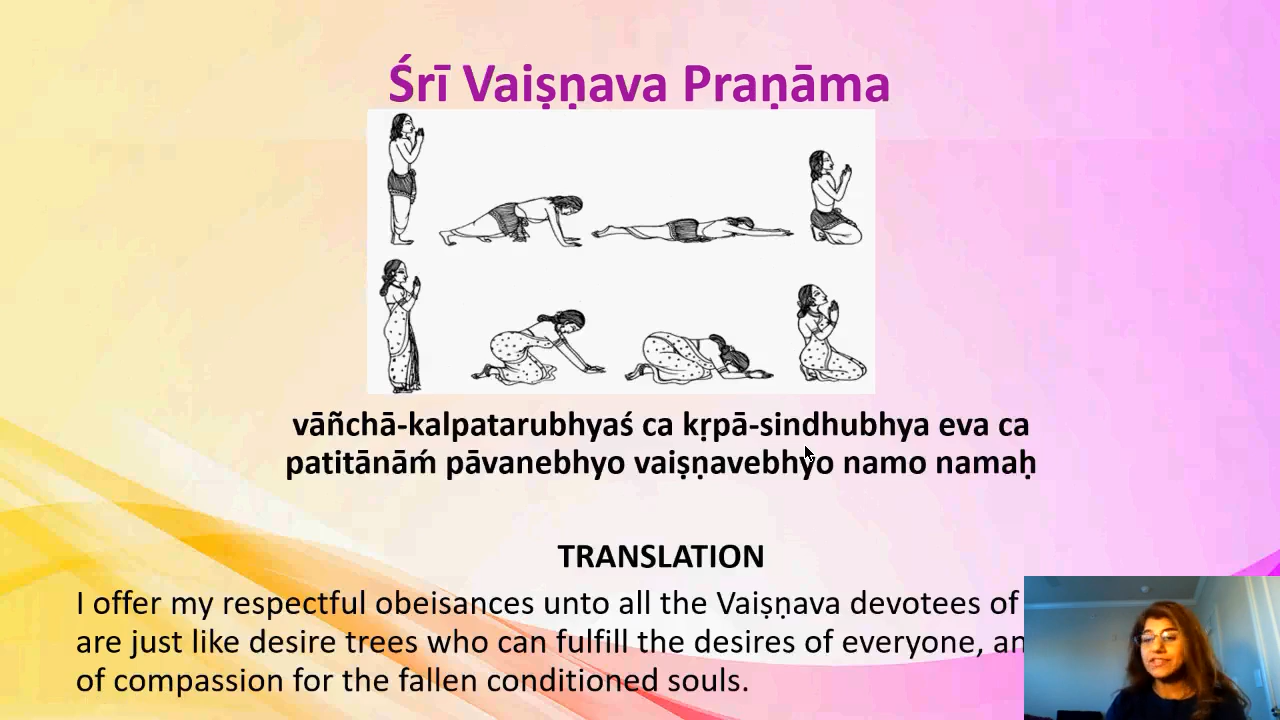 Śrī Vaiṣṇava Praṇāma
vāñchā-kalpatarubhyaś ca kṛpā-sindhubhya eva ca
patitānāḿ pāvanebhyo vaiṣṇavebhyo namo namaḥ
TRANSLATION
I offer my respectful obeisances unto all the Vaiṣṇava devotees of
are just like desire trees who can fulfill the desires of everyone,
of compassion for the fallen conditioned souls.